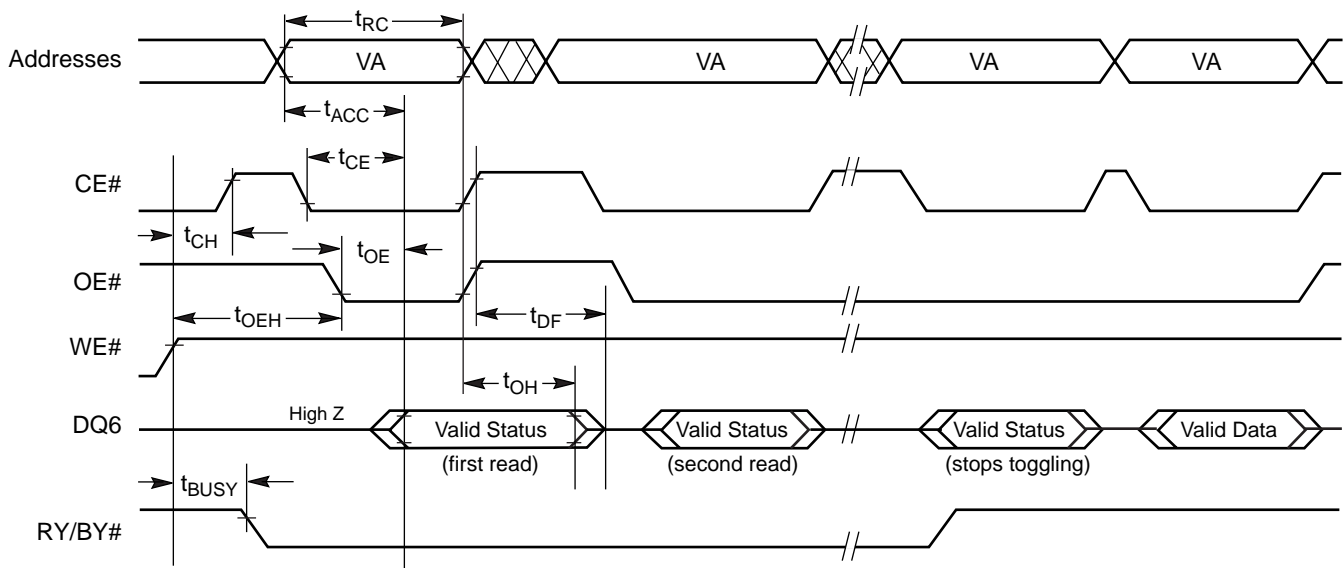 tRC
Addresses VA VA VA VA
tACC
tCE
CE#
tCH tOE
OE#
tOEH tDF
WE#
tOH
High Z
DQ6 Valid Status Valid Status Valid Status Valid Data
(first read) (second read) (stops toggling)
tBUSY
RY/BY#